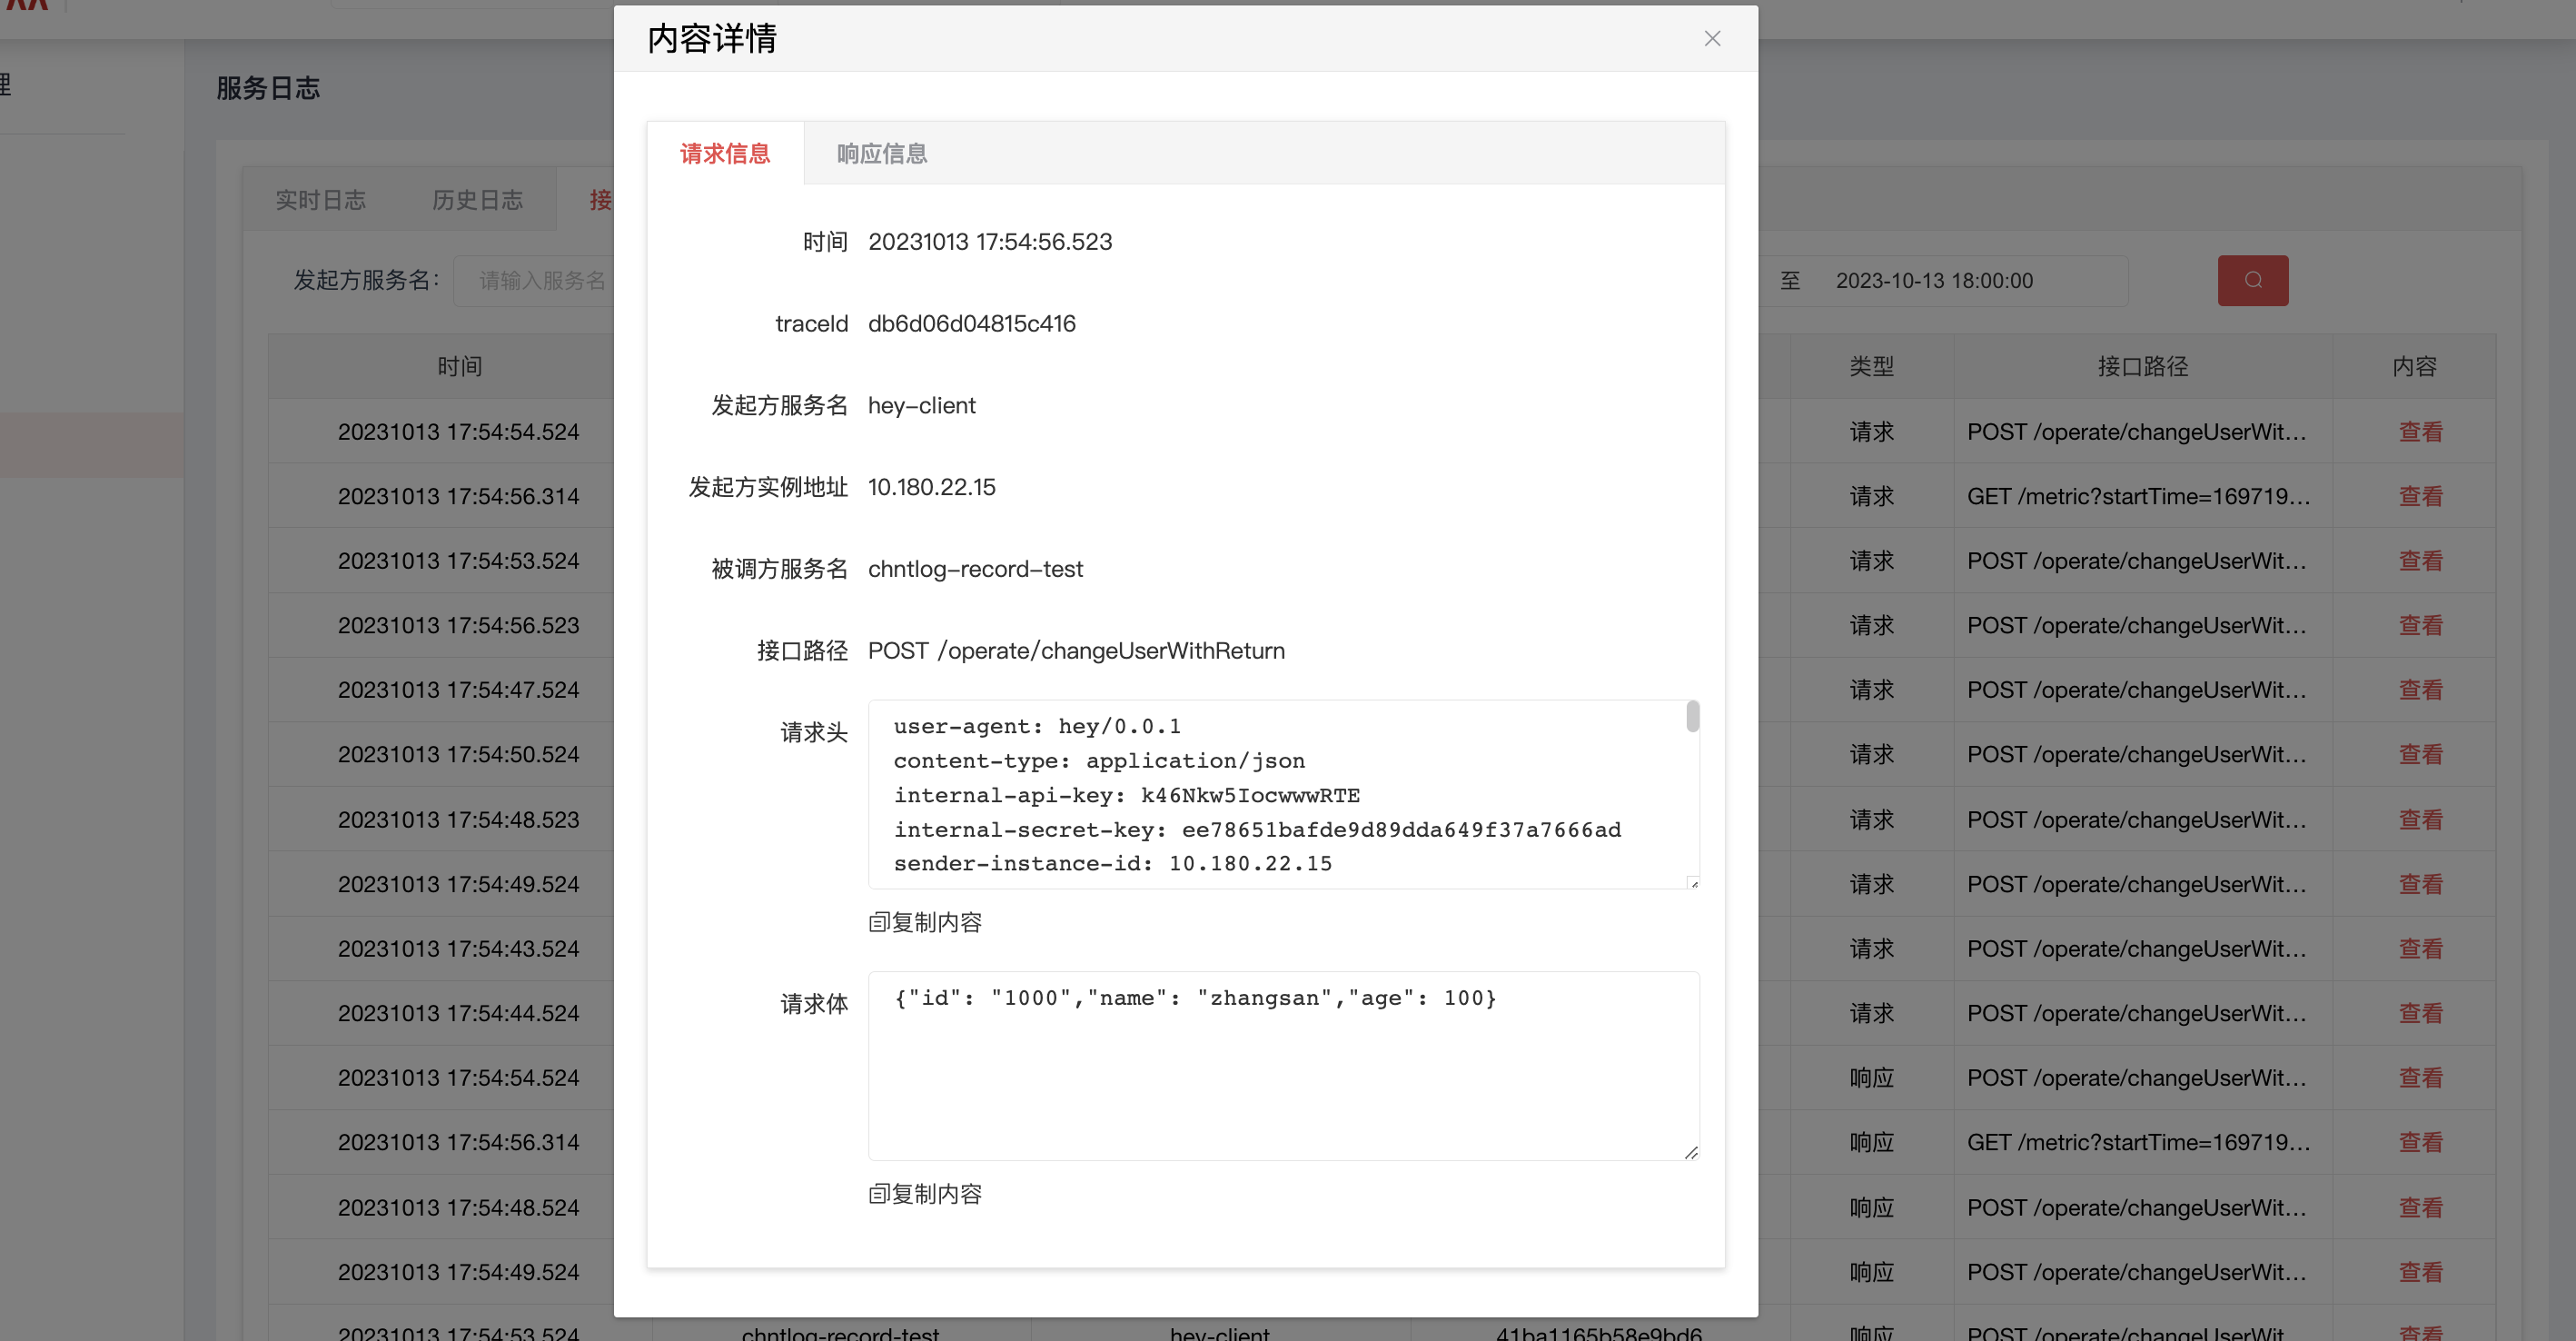 理
服务日志
实时日志
历史日志
接
发起方服务名:
请输入服务名
至
2023-10-13 18:00:00
时间
类型
接口路径
内容
20231013 17:54:54.524
请求
POST /operate/changeUserWit...
查看
20231013 17:54:56.314
请求
GET /metric?startTime=169719...
查看
20231013 17:54:53.524
请求
POST /operate/changeUserWit...
查看
20231013 17:54:56.523
请求
POST /operate/changeUserWit...
查看
20231013 17:54:47.524
请求
POST /operate/changeUserWit...
查看
20231013 17:54:50.524
请求
POST /operate/changeUserWit...
查看
20231013 17:54:48.523
请求
POST /operate/changeUserWit...
查看
20231013 17:54:49.524
请求
POST /operate/changeUserWit...
查看
20231013 17:54:43.524
请求
POST /operate/changeUserWit...
查看
20231013 17:54:44.524
请求
POST /operate/changeUserWit...
查看
20231013 17:54:54.524
响应
POST /operate/changeUserWit...
查看
20231013 17:54:56.314
响应
GET /metric?startTime=169719...
查看
20231013 17:54:48.524
响应
POST /operate/changeUserWit...
查看
20231013 17:54:49.524
响应
POST /operate/changeUserWit...
查看
20231013 17:54:53.524
chntlog-record-test
hey-client
41ba1165b58e9bd6
响应
POST /operate/changeUserWit...
查看
内容详情
请求信息
响应信息
时间 20231013 17:54:56.523
traceId db6d06d04815c416
发起方服务名 hey-client
发起方实例地址 10.180.22.15
被调方服务名 chntlog-record-test
接口路径 POST /operate/changeUserWithReturn
请求头
user-agent: hey/0.0.1
content-type: application/json
internal-api-key: k46Nkw5IocwwwRTE
internal-secret-key: ee78651bafde9d89dda649f37a7666ad
sender-instance-id: 10.180.22.15
复制内容
请求体
{"id": "1000","name": "zhangsan","age": 100}
复制内容